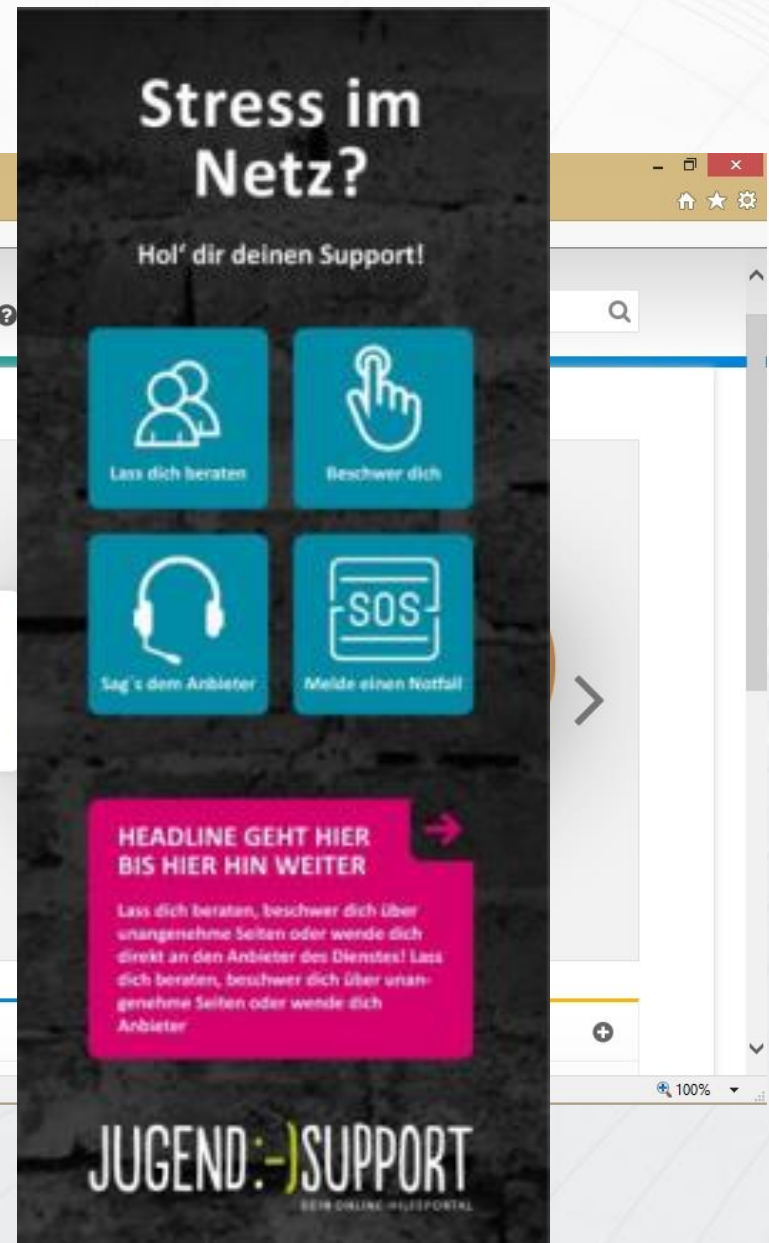 Stress im
Netz?
Hol' dir deinen Support!
Lass dich beraten
Beschwer dich
SOS
Sag´s dem Anbieter
Melde einen Notfall
HEADLINE GEHT HIER
BIS HIER HIN WEITER
Lass dich beraten, beschwer dich über
unangenehme Seiten oder wende dich
direkt an den Anbieter des Dienstes! Lass
dich beraten, beschwer dich über unan-
genehme Seiten oder wende dich
Anbieter
100%
JUGEND:-)SUPPORT
DEIN ONLINE-HILFEPORTAL